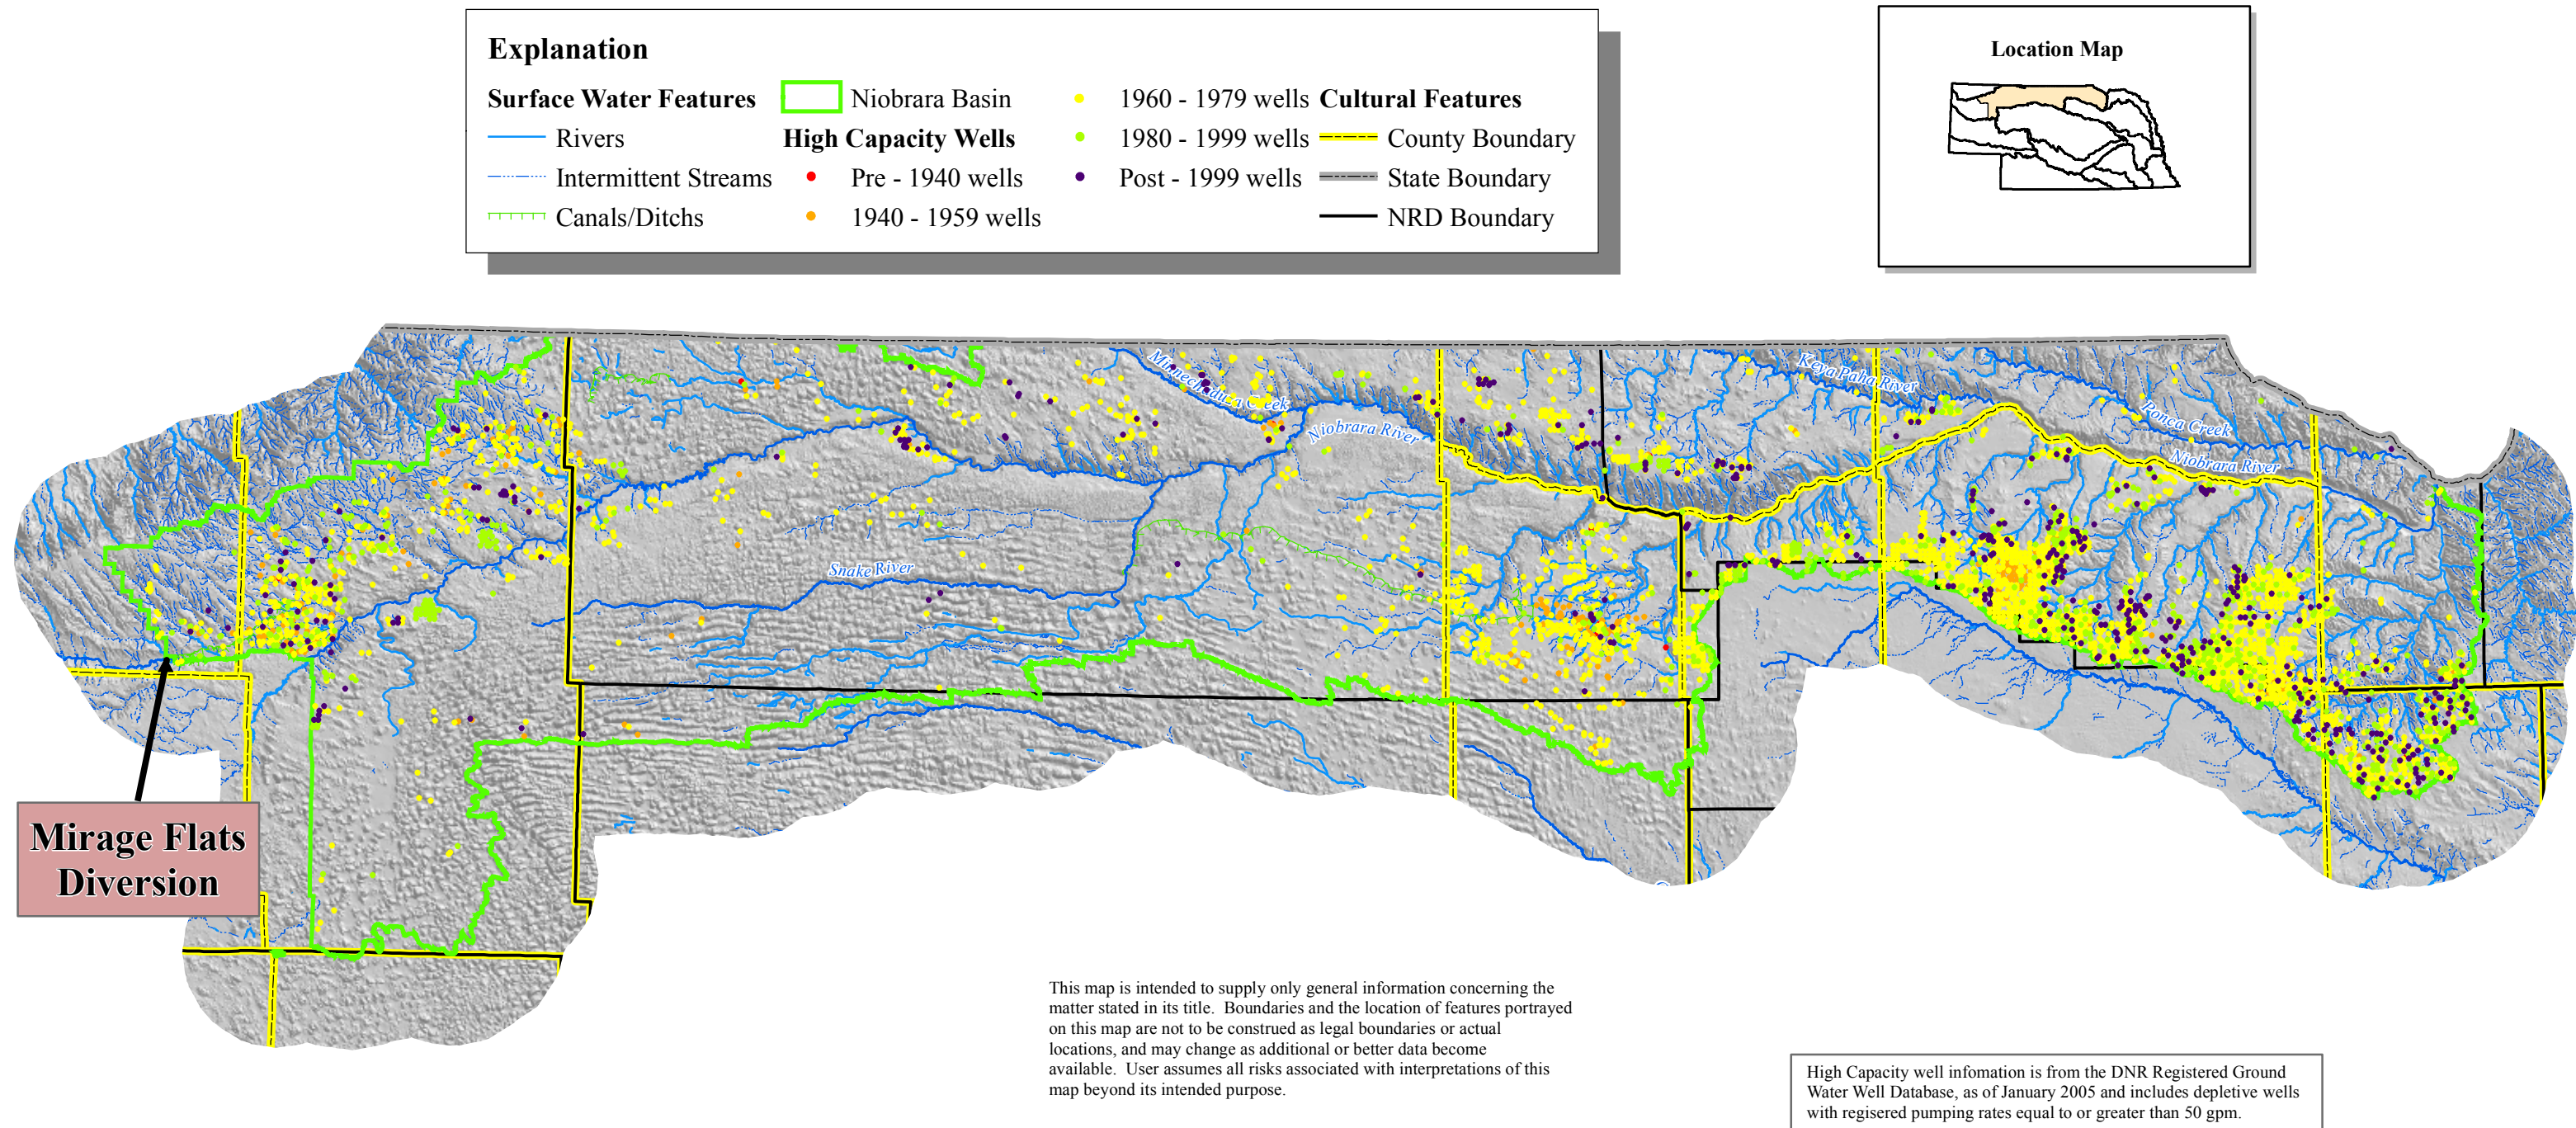 Explanation
Surface Water Features
Rivers
Intermittent Streams
Canals/Ditchs
Niobrara Basin
High Capacity Wells
Pre - 1940 wells
1940 - 1959 wells
1960 - 1979 wells
1980 - 1999 wells
Post - 1999 wells
Cultural Features
County Boundary
State Boundary
NRD Boundary
Location Map
Minnechaduza Creek
Niobrara River
Keya Paha River
Ponca Creek
Niobrara River
Snake River
Mirage Flats
Diversion
This map is intended to supply only general information concerning the
matter stated in its title. Boundaries and the location of features portrayed
on this map are not to be construed as legal boundaries or actual
locations, and may change as additional or better data become
available. User assumes all risks associated with interpretations of this
map beyond its intended purpose.
High Capacity well infomation is from the DNR Registered Ground
Water Well Database, as of January 2005 and includes depletive wells
with regisered pumping rates equal to or greater than 50 gpm.